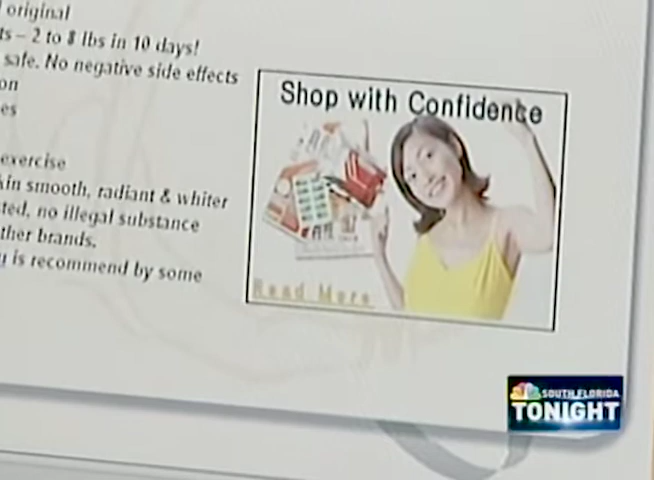 original
ts – 2 to 8 lbs in 10 days!
safe. No negative side effects
on
es
exercise
kin smooth, radiant & whiter
ted, no illegal substance
ther brands.
is recommend by some
Shop with Confidence
Read More
SOUTH FLORIDA
TONIGHT